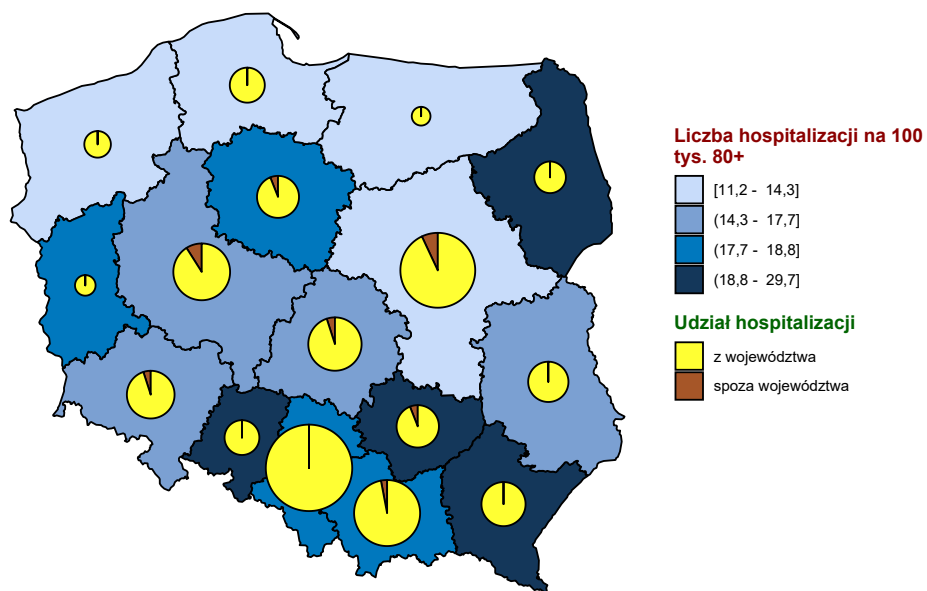 Liczba hospitalizacji na 100
tys. 80+
[11,2 - 14,3]
(14,3 - 17,7]
(17,7 - 18,8]
(18,8 - 29,7]
Udział hospitalizacji
z województwa
spoza województwa